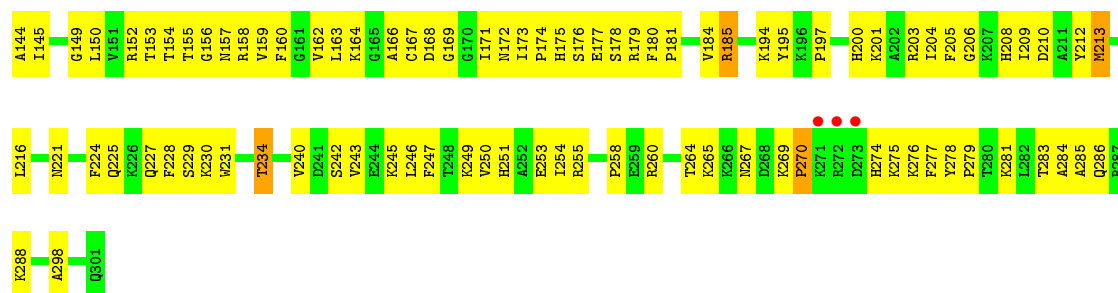 A144 I145 G149 L150 V151 R152 T153 T154 T155 G156 N157 R158 V159 F160 G161 V162 L163 K164 G165 A166 C167 D168 G169 G170 I171 N172 I173 P174 H175 S176 E177 S178 R179 F180 P181 V184 R185 K194 Y195 K196 P197 H200 K201 A202 R203 I204 F205 G206 K207 H208 I209 D210 A211 Y212 M213
L216 N221 F224 Q225 K226 Q227 F228 S229 K230 W231 T234 V240 D241 S242 V243 E244 K245 L246 F247 T248 K249 V250 H251 A252 E253 I254 R255 P258 E259 R260 T264 K265 K266 N267 D268 K269 P270 K271 R272 D273 H274 K275 K276 F277 Y278 P279 T280 K281 L282 T283 A284 A285 Q286 R287
K288 A298 Q301